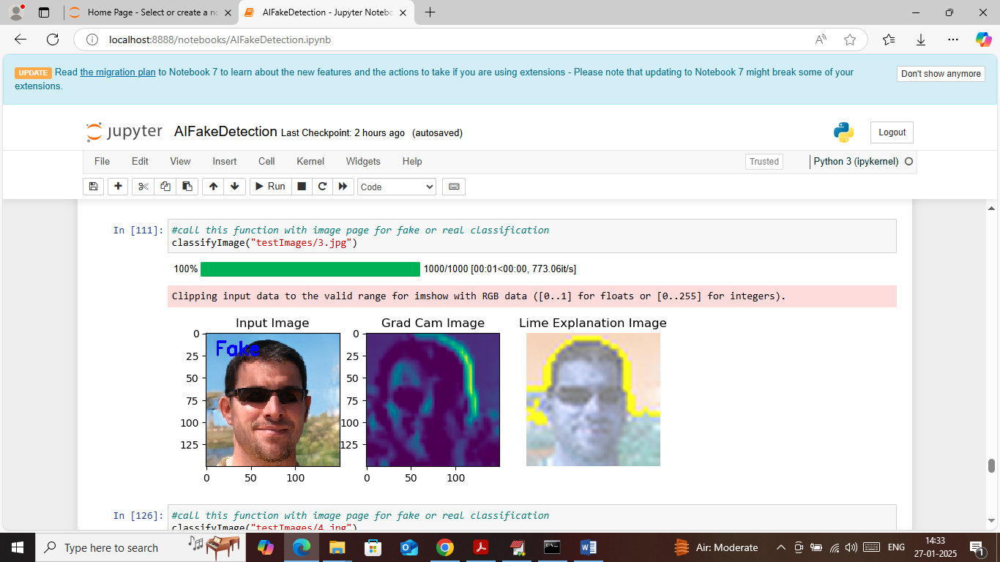 Home Page - Select or create a no
AIFakeDetection - Jupyter Notebo
localhost:8888/notebooks/AIFakeDetection.ipynb
UPDATE Read the migration plan to Notebook 7 to learn about the new features and the actions to take if you are using extensions - Please note that updating to Notebook 7 might break some of your
extensions.
Don't show anymore
jupyter AIFakeDetection Last Checkpoint: 2 hours ago (autosaved)
Logout
File Edit View Insert Cell Kernel Widgets Help
Trusted
Python 3 (ipykernel)
Run
Code
In [111]: #call this function with image page for fake or real classification
classifyImage("testImages/3.jpg")
100% 1000/1000 [00:01<00:00, 773.06it/s]
Clipping input data to the valid range for imshow with RGB data ([0..1] for floats or [0..255] for integers).
Input Image
Grad Cam Image
Lime Explanation Image
Fake
0
25
50
75
100
125
0 50 100
0
25
50
75
100
125
0 50 100
In [126]: #call this function with image page for fake or real classification
classifyImage("testImages/4.jpg")
Type here to search
Air: Moderate
ENG
14:33
27-01-2025
1